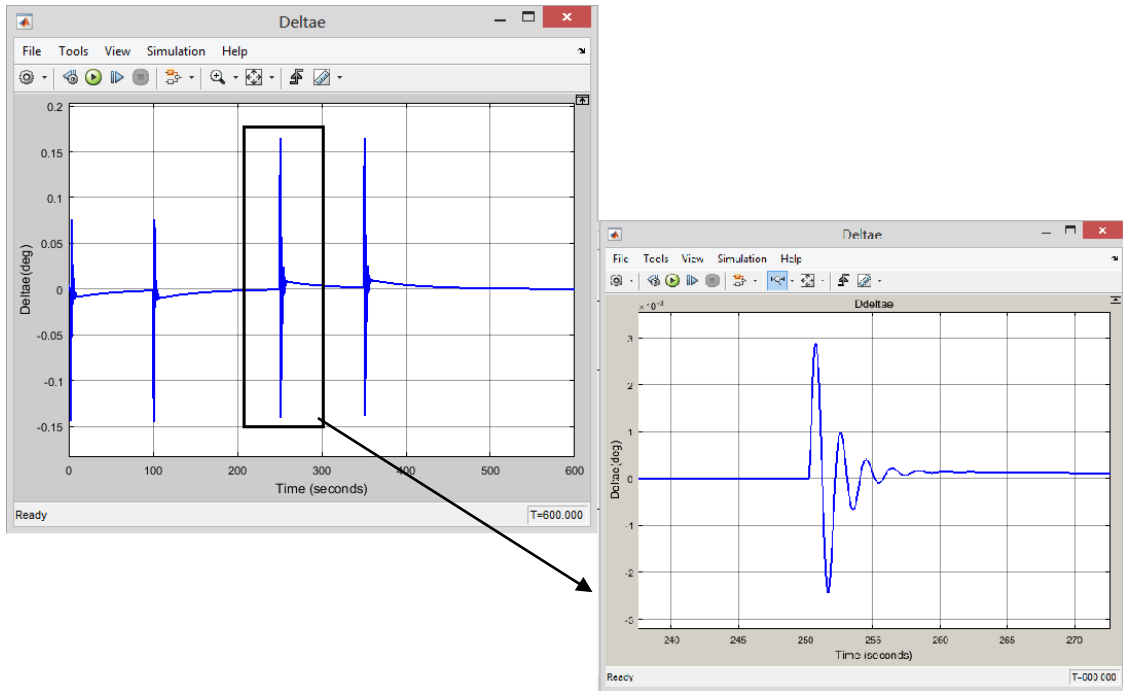 Deltae
File Tools View Simulation Help
0.2
0.15
0.1
0.05
0
-0.05
-0.1
-0.15
Deltae(deg)
0 100 200 300 400 500 600
Time (seconds)
Ready T=600.000
Deltae
File Tools View Simulation Help
×10⁻³
Ddeltae
3
2
1
0
-1
-2
-3
Deltae(deg)
240 245 250 255 260 265 270
Time (seconds)
Ready T=600.000